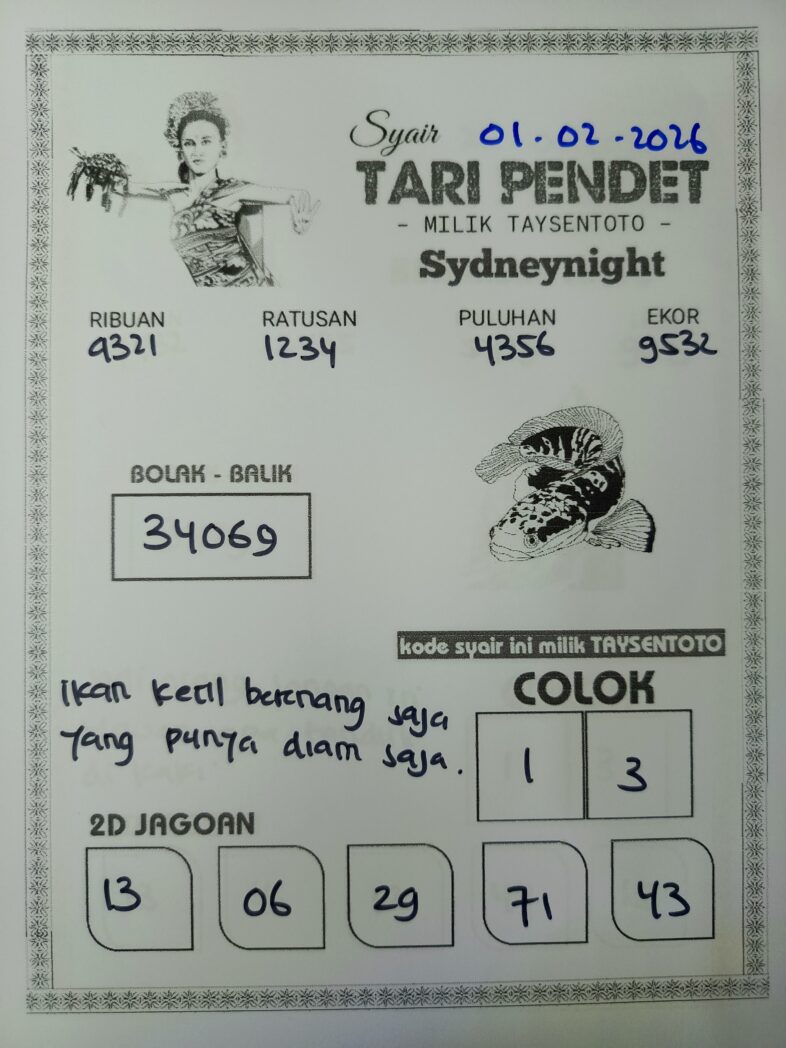 Syair 01-02-2026
TARI PENDET
- MILIK TAYSENTOTO -
Sydneynight
RIBUAN RATUSAN PULUHAN EKOR
9321 1234 4356 9532
BOLAK - BALIK
34069
kode syair ini milik TAYSENTOTO
COLOK
1 3
Ikan kecil berenang saja
Yang punya diam saja.
2D JAGOAN
13 06 29 71 43